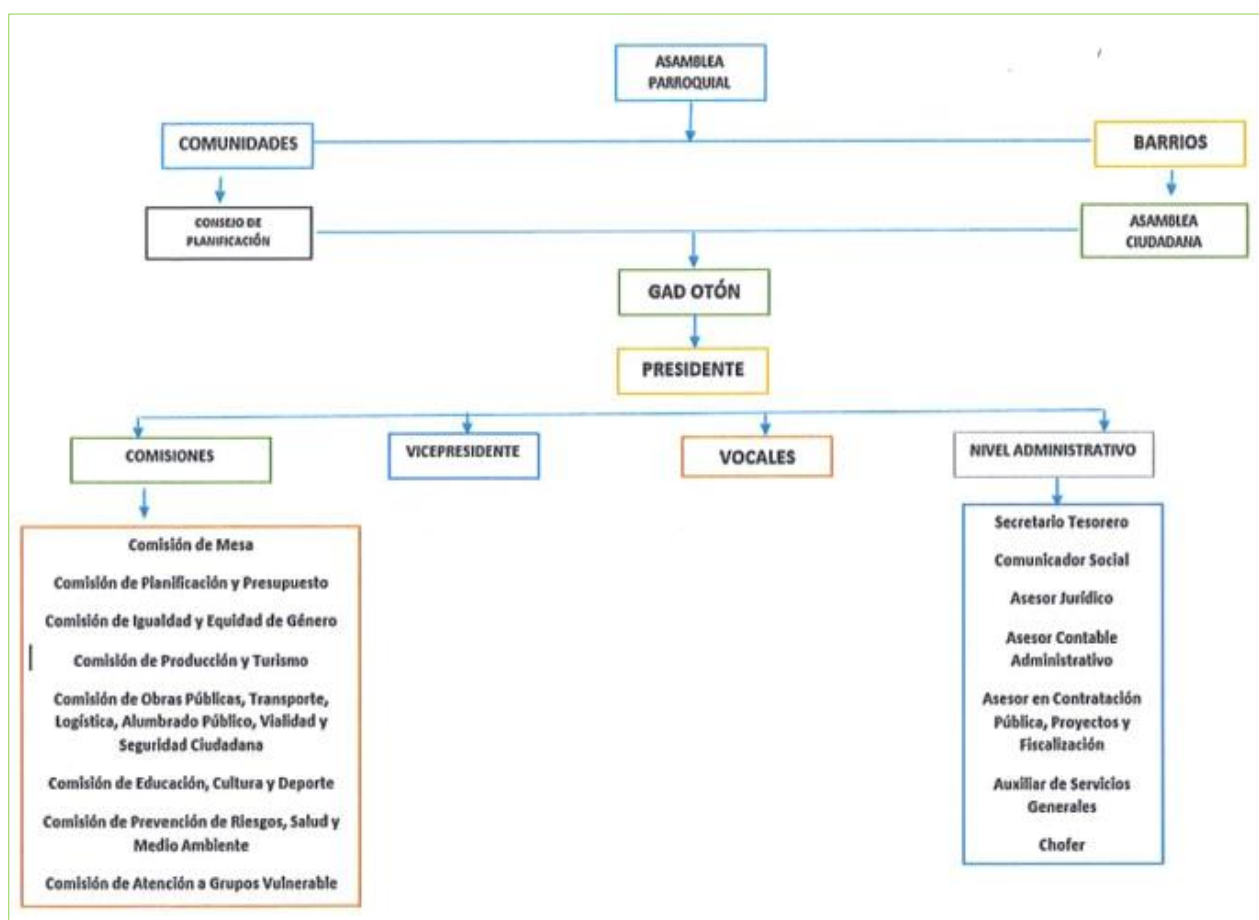 ASAMBLEA
PARROQUIAL
COMUNIDADES
BARRIOS
CONSEJO DE
PLANIFICACIÓN
ASAMBLEA
CIUDADANA
GAD OTÓN
PRESIDENTE
COMISIONES
VICEPRESIDENTE
VOCALES
NIVEL ADMINISTRATIVO
Comisión de Mesa
Comisión de Planificación y Presupuesto
Comisión de Igualdad y Equidad de Género
Comisión de Producción y Turismo
Comisión de Obras Públicas, Transporte,
Logística, Alumbrado Público, Vialidad y
Seguridad Ciudadana
Comisión de Educación, Cultura y Deporte
Comisión de Prevención de Riesgos, Salud y
Medio Ambiente
Comisión de Atención a Grupos Vulnerable
Secretario Tesorero
Comunicador Social
Asesor Jurídico
Asesor Contable
Administrativo
Asesor en Contratación
Pública, Proyectos y
Fiscalización
Auxiliar de Servicios
Generales
Chofer